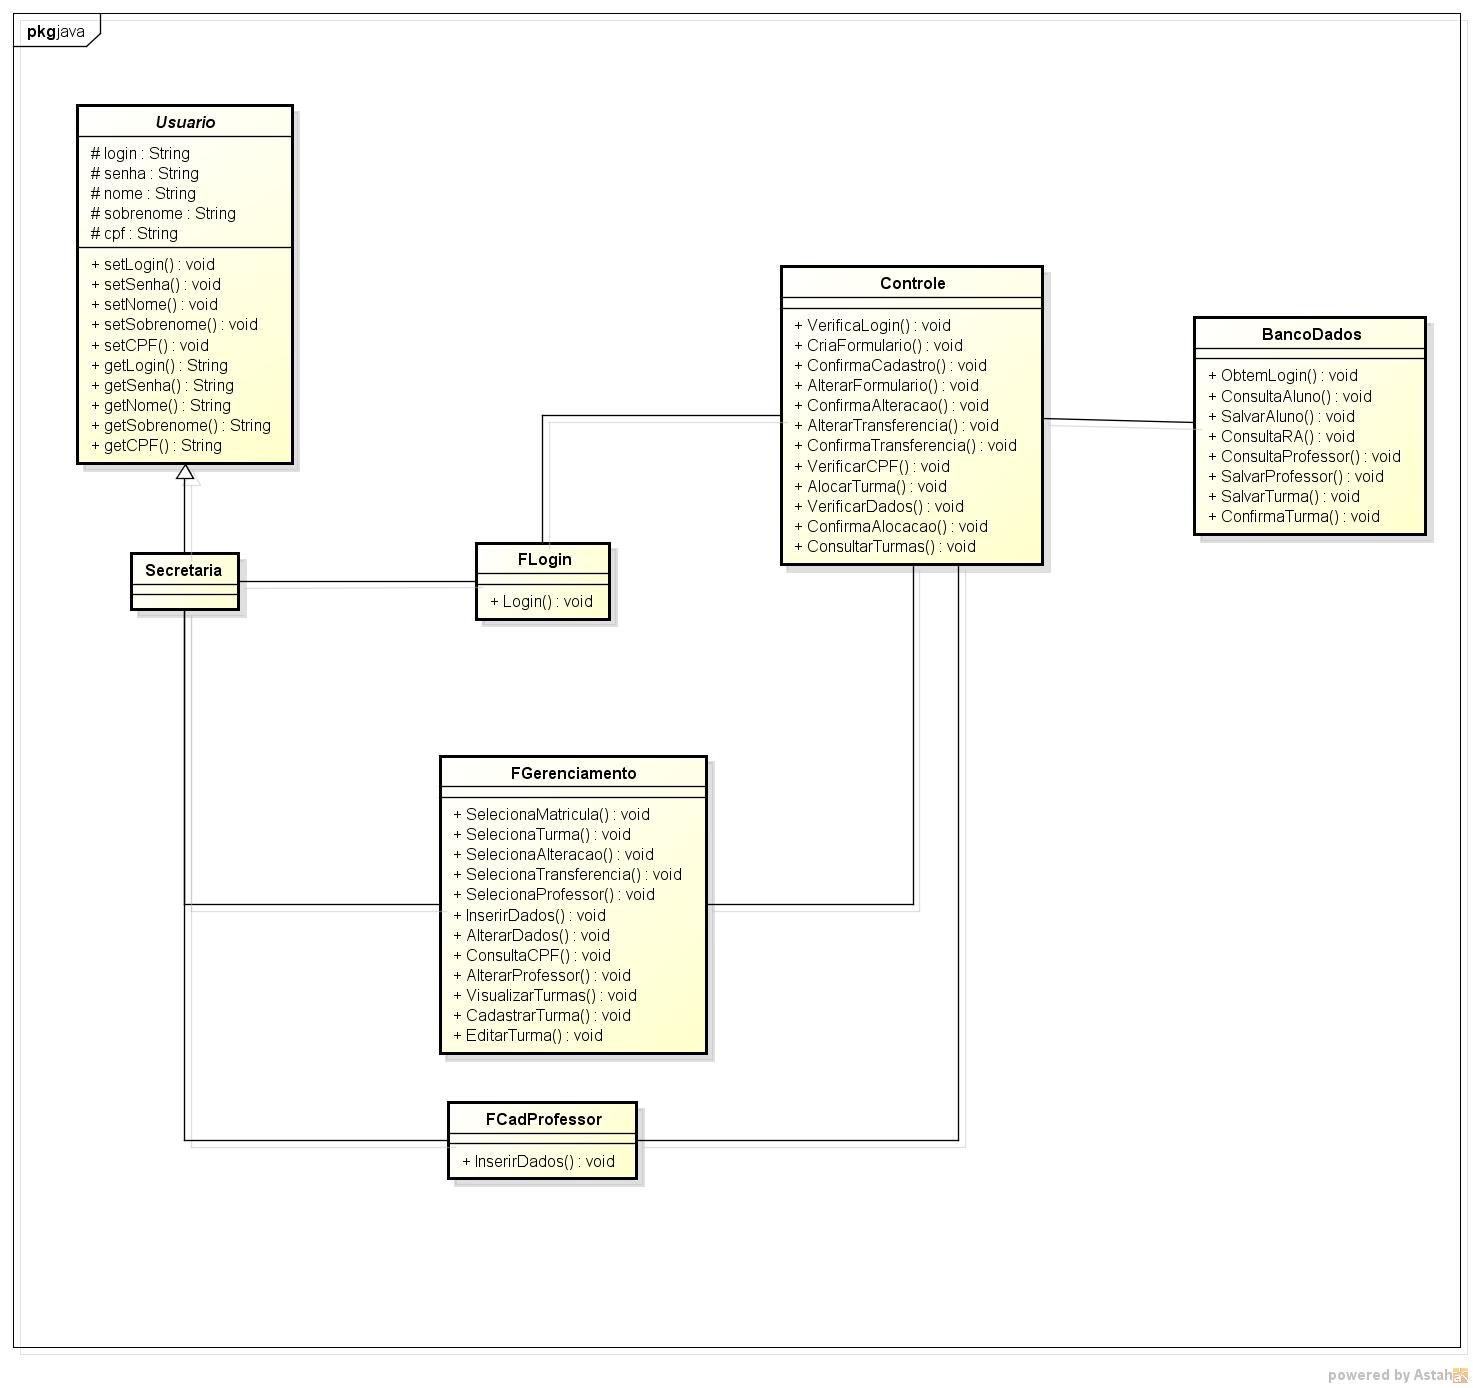 pkg java
Usuario
# login : String
# senha : String
# nome : String
# sobrenome : String
# cpf : String
+ setLogin() : void
+ setSenha() : void
+ setNome() : void
+ setSobrenome() : void
+ setCPF() : void
+ getLogin() : String
+ getSenha() : String
+ getNome() : String
+ getSobrenome() : String
+ getCPF() : String
Controle
+ VerificaLogin() : void
+ CriaFormulario() : void
+ ConfirmaCadastro() : void
+ AlterarFormulario() : void
+ ConfirmaAlteracao() : void
+ AlterarTransferencia() : void
+ ConfirmaTransferencia() : void
+ VerificarCPF() : void
+ AlocarTurma() : void
+ VerificarDados() : void
+ ConfirmaAlocacao() : void
+ ConsultarTurmas() : void
BancoDados
+ ObtemLogin() : void
+ ConsultaAluno() : void
+ SalvarAluno() : void
+ ConsultaRA() : void
+ ConsultaProfessor() : void
+ SalvarProfessor() : void
+ SalvarTurma() : void
+ ConfirmaTurma() : void
Secretaria
FLogin
+ Login() : void
FGerenciamento
+ SelecionaMatricula() : void
+ SelecionaTurma() : void
+ SelecionaAlteracao() : void
+ SelecionaTransferencia() : void
+ SelecionaProfessor() : void
+ InserirDados() : void
+ AlterarDados() : void
+ ConsultaCPF() : void
+ AlterarProfessor() : void
+ VisualizarTurmas() : void
+ CadastrarTurma() : void
+ EditarTurma() : void
FCadProfessor
+ InserirDados() : void
powered by Astah